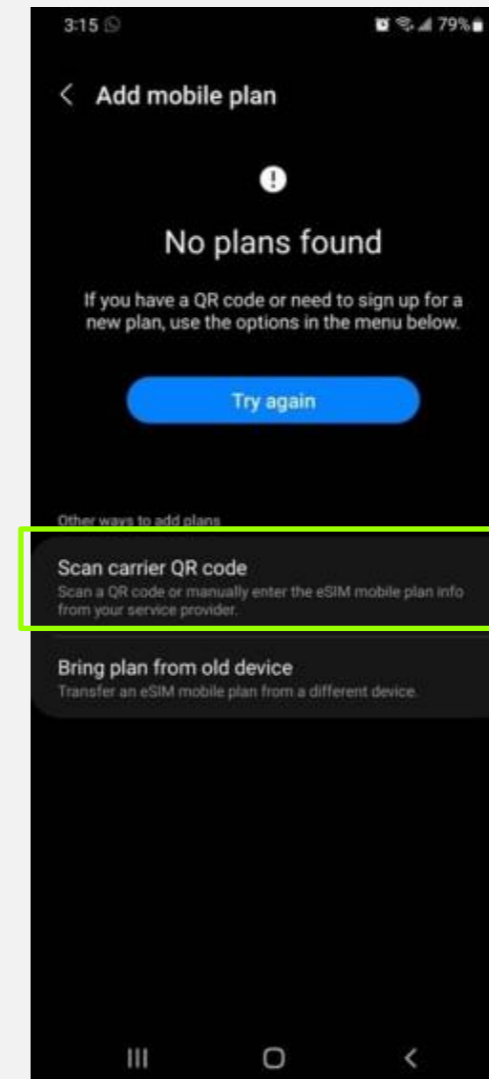 3:15 79%
Add mobile plan
No plans found
If you have a QR code or need to sign up for a
new plan, use the options in the menu below.
Try again
Other ways to add plans
Scan carrier QR code
Scan a QR code or manually enter the eSIM mobile plan info
from your service provider.
Bring plan from old device
Transfer an eSIM mobile plan from a different device.